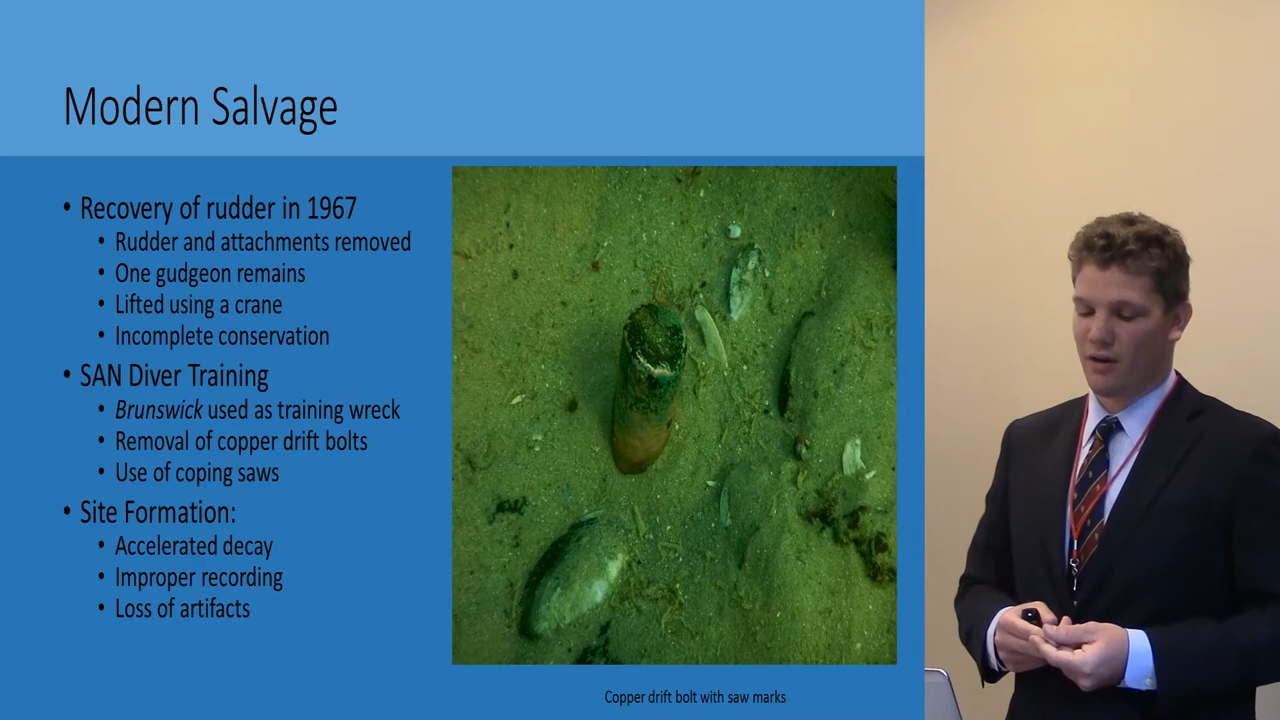 Modern Salvage
• Recovery of rudder in 1967
• Rudder and attachments removed
• One gudgeon remains
• Lifted using a crane
• Incomplete conservation
• SAN Diver Training
• Brunswick used as training wreck
• Removal of copper drift bolts
• Use of coping saws
• Site Formation:
• Accelerated decay
• Improper recording
• Loss of artifacts
Copper drift bolt with saw marks